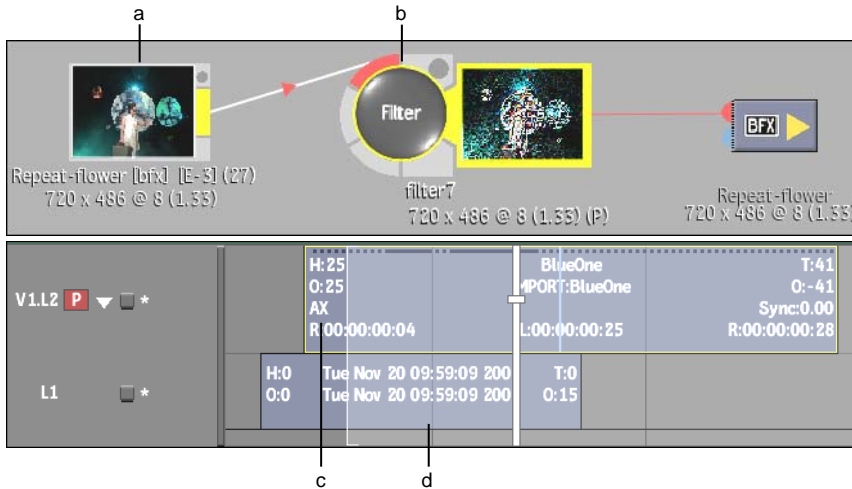 a b
Filter
BFX
Repeat-flower [bfx] [E-3] (27)
720 x 486 @ 8 (1.33)
filter7
720 x 486 @ 8 (1.33) (P)
Repeat-flower
720 x 486 @ 8 (1.33)
H:25 BlueOne T:41
O:25 MPORT:BlueOne O:-41
V1.L2 P *
AX Sync:0.00
R:00:00:00:04 L:00:00:00:25 R:00:00:00:28
H:0 Tue Nov 20 09:59:09 200 T:0
L1 *
O:0 Tue Nov 20 09:59:09 200 O:15
c d